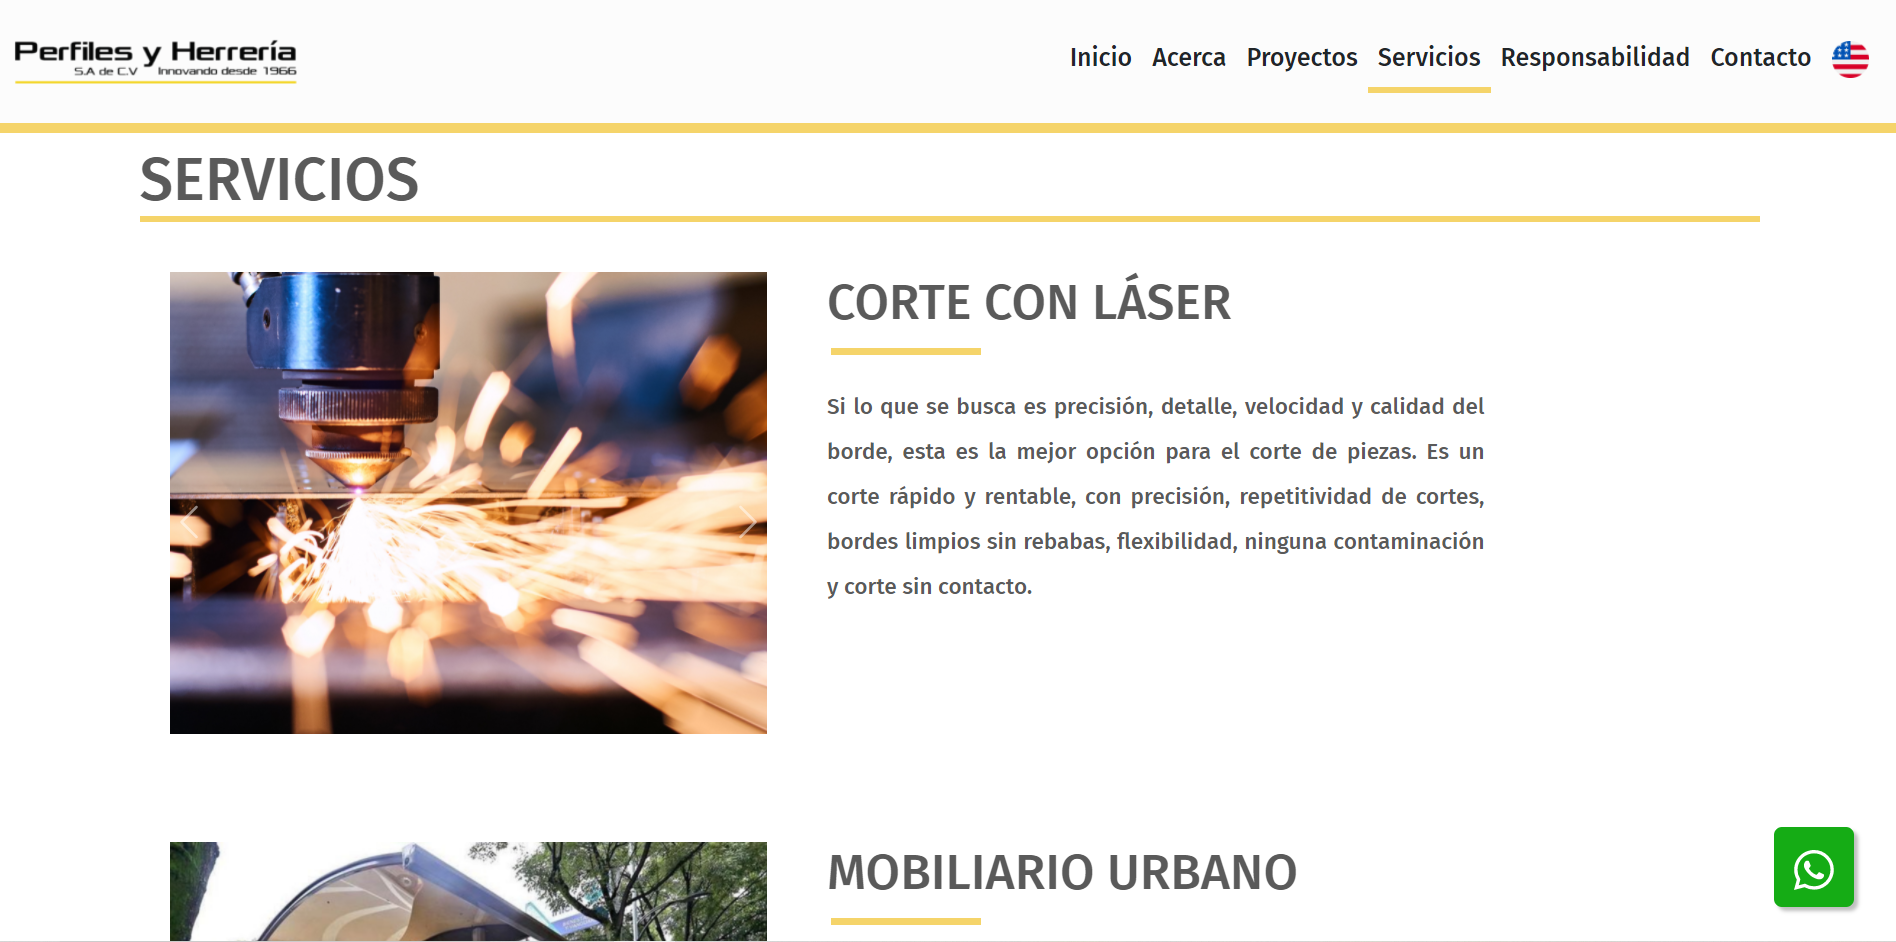 Perfiles y Herrería
S.A de C.V Innovando desde 1966
Inicio Acerca Proyectos Servicios Responsabilidad Contacto
SERVICIOS
CORTE CON LÁSER
Si lo que se busca es precisión, detalle, velocidad y calidad del
borde, esta es la mejor opción para el corte de piezas. Es un
corte rápido y rentable, con precisión, repetitividad de cortes,
bordes limpios sin rebabas, flexibilidad, ninguna contaminación
y corte sin contacto.
MOBILIARIO URBANO